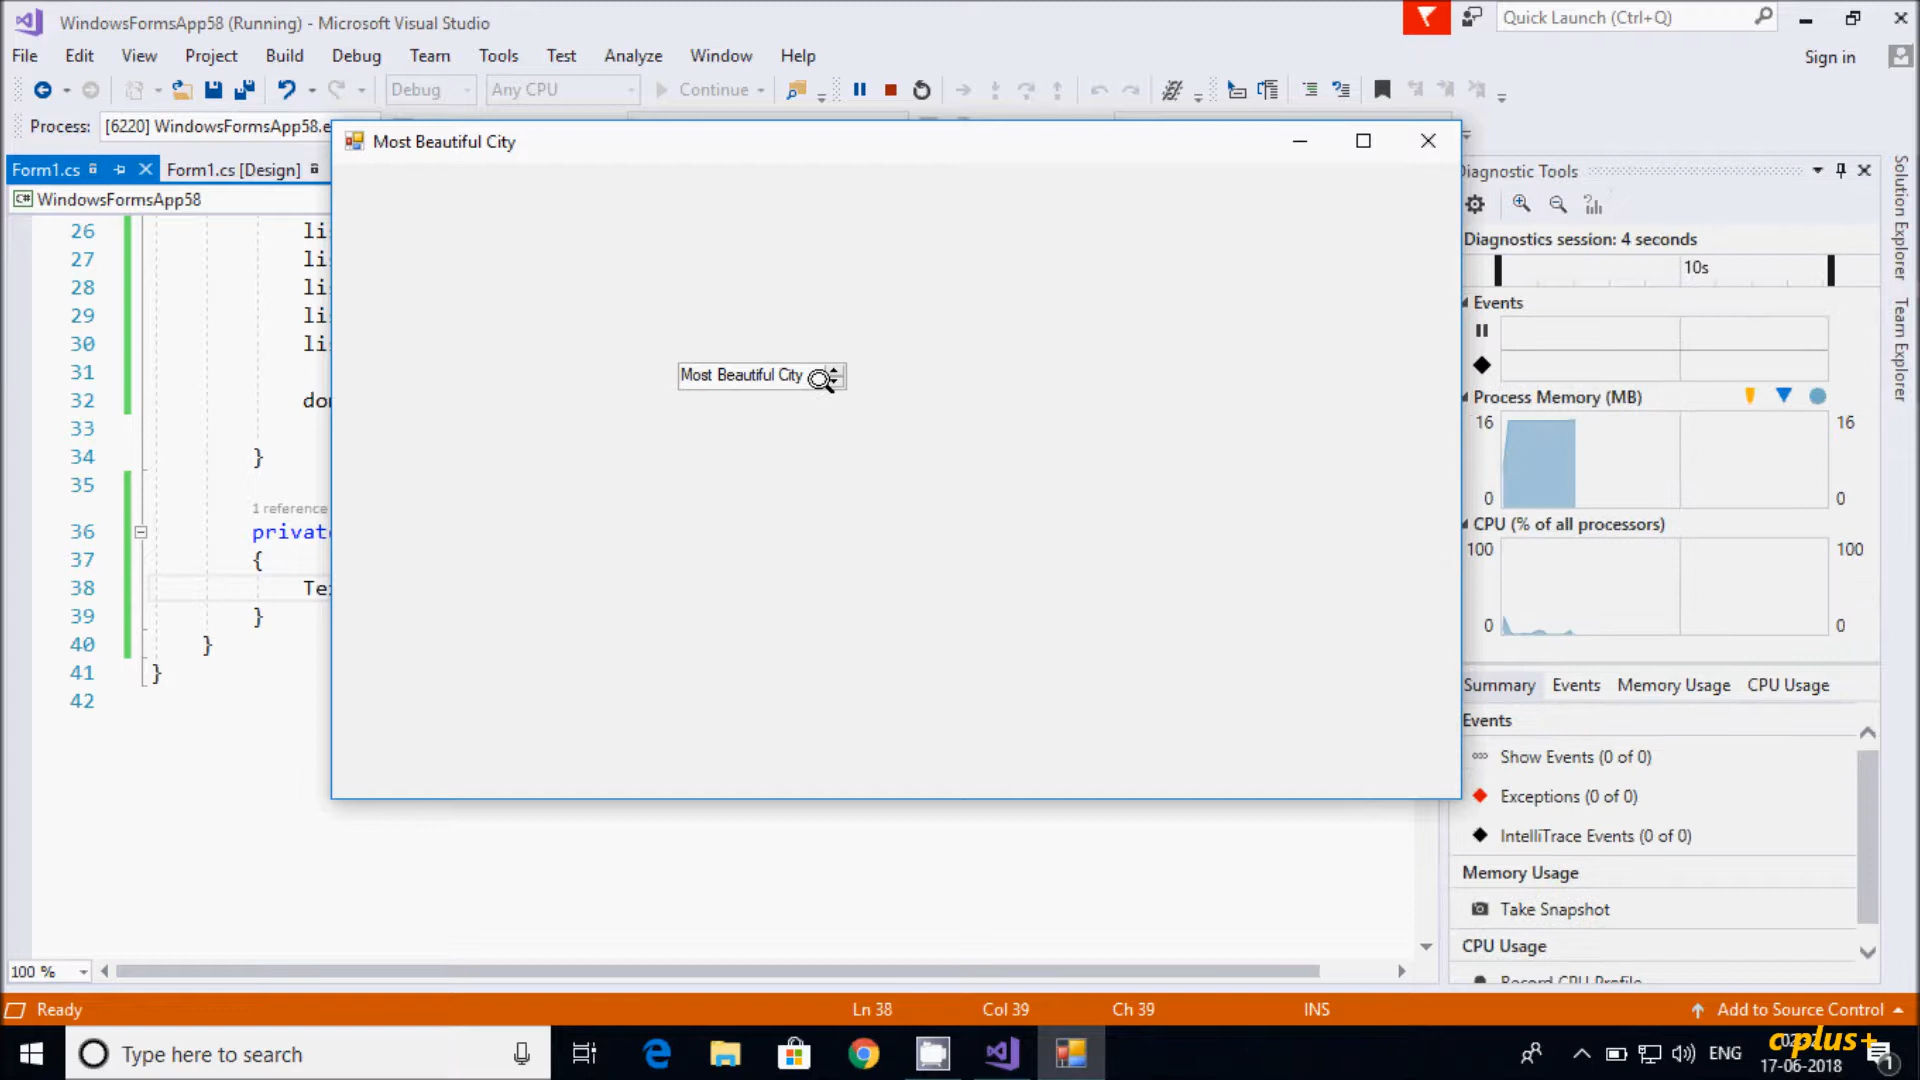 WindowsFormsApp58 (Running) - Microsoft Visual Studio
Quick Launch (Ctrl+Q)
File Edit View Project Build Debug Team Tools Test Analyze Window Help
Sign in
Debug Any CPU Continue
Process: [6220] WindowsFormsApp58.e
Most Beautiful City
Form1.cs Form1.cs [Design]
WindowsFormsApp58
26 li
27 li
28 li
29 li
30 li
31
32 do
33
34 }
35
1 reference
36 private
37 {
38 Te
39 }
40 }
41 }
42
Most Beautiful City
Diagnostic Tools
Diagnostics session: 4 seconds
10s
Events
Process Memory (MB)
16 16
0 0
CPU (% of all processors)
100 100
0 0
Summary Events Memory Usage CPU Usage
Events
Show Events (0 of 0)
Exceptions (0 of 0)
IntelliTrace Events (0 of 0)
Memory Usage
Take Snapshot
CPU Usage
Record CPU Profile
Solution Explorer
Team Explorer
100 %
Ready Ln 38 Col 39 Ch 39 INS Add to Source Control
Type here to search
ENG
cplus+
17-06-2018
1